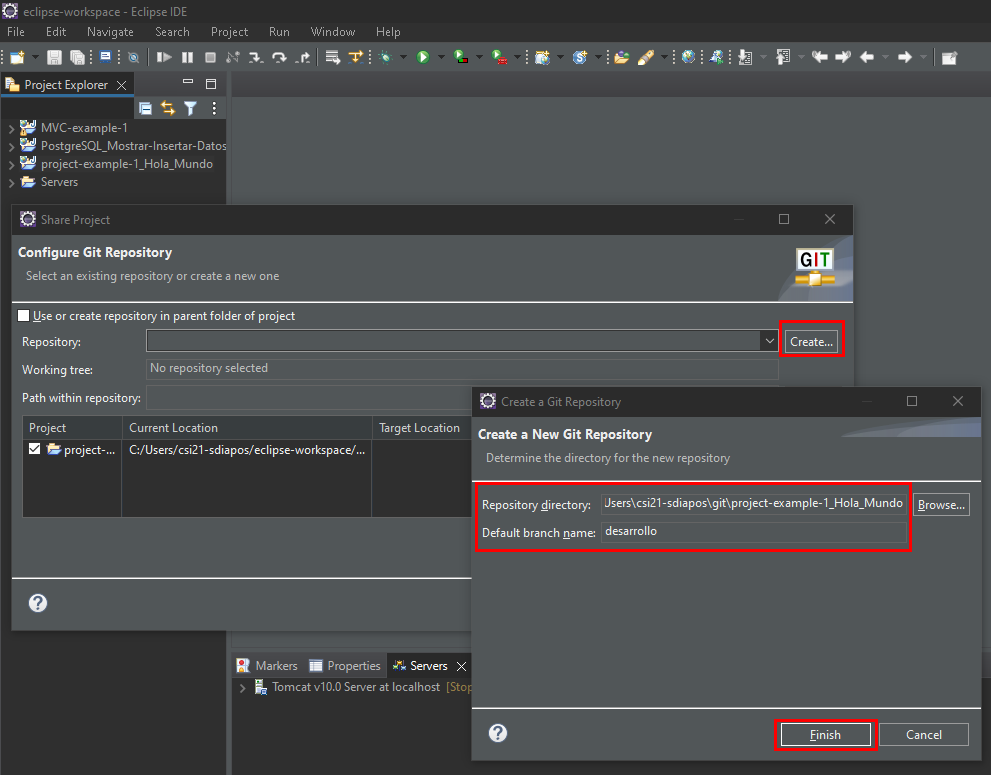 eclipse-workspace - Eclipse IDE
File Edit Navigate Search Project Run Window Help
Project Explorer
MVC-example-1
PostgreSQL_Mostrar-Insertar-Datos
project-example-1_Hola_Mundo
Servers
Share Project
Configure Git Repository
Select an existing repository or create a new one
GIT
Use or create repository in parent folder of project
Repository:
Create...
Working tree: No repository selected
Path within repository:
Project Current Location Target Location
project-... C:/Users/csi21-sdiapos/eclipse-workspace/...
Create a Git Repository
Create a New Git Repository
Determine the directory for the new repository
Repository directory: Users\csi21-sdiapos\git\project-example-1_Hola_Mundo Browse...
Default branch name: desarrollo
Markers Properties Servers
Tomcat v10.0 Server at localhost [Stop
Finish Cancel